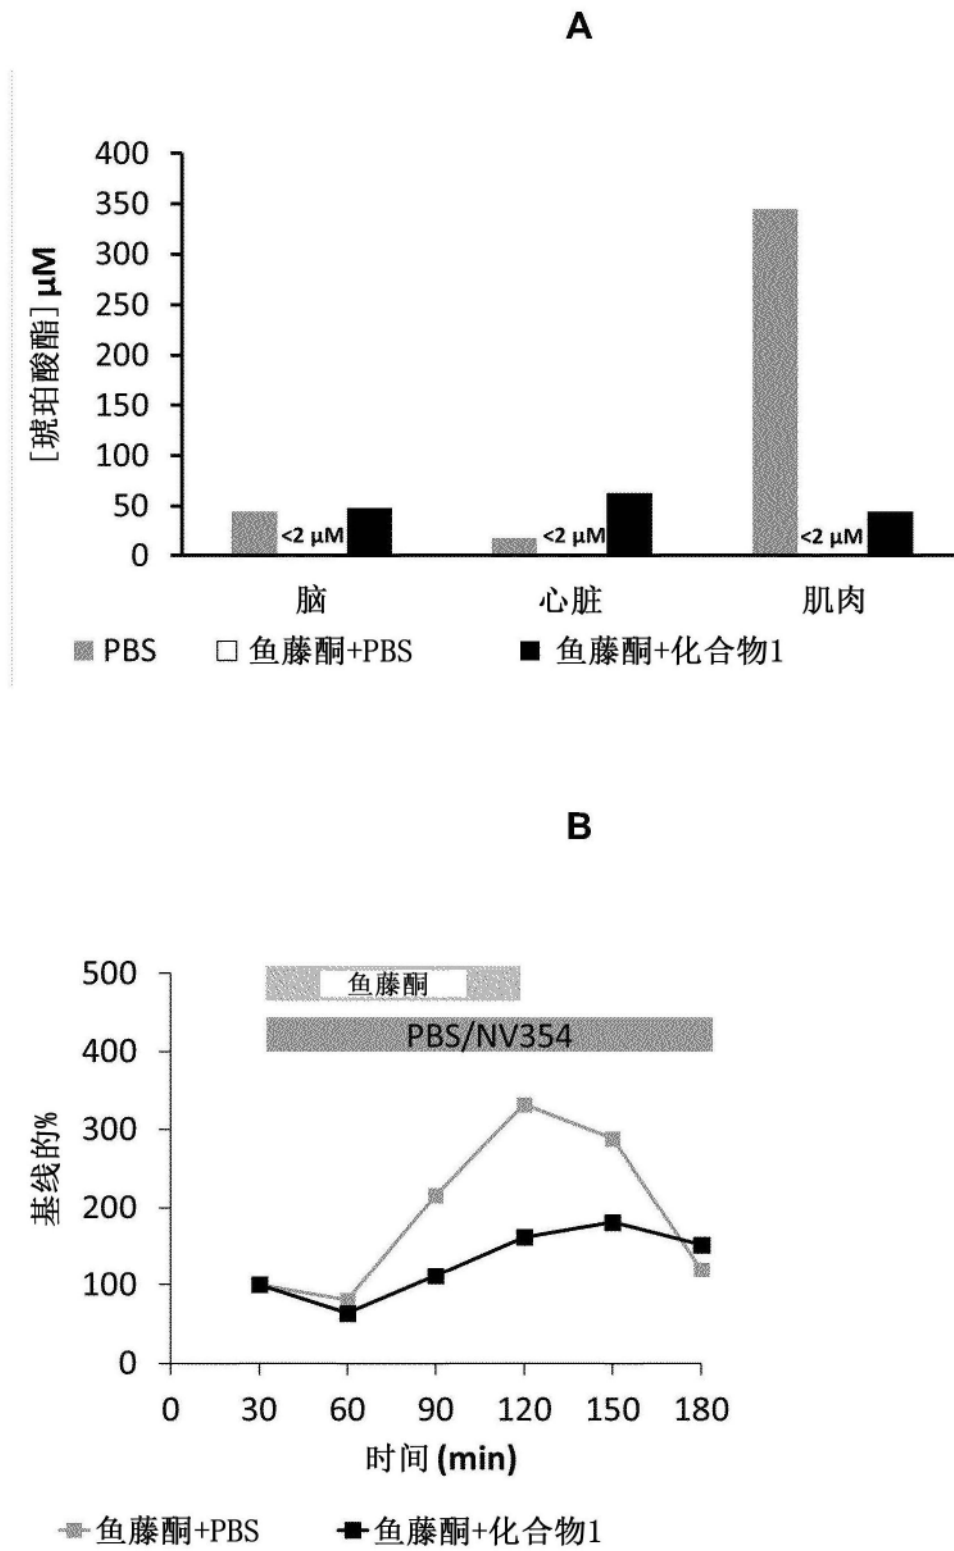 A
400
350
300
250
200
150
100
50
0
[琥珀酸酯] μM
<2 μM
<2 μM
<2 μM
脑 心脏 肌肉
PBS 鱼藤酮+PBS 鱼藤酮+化合物1
B
500
400
300
200
100
0
基线的%
鱼藤酮
PBS/NV354
0 30 60 90 120 150 180
时间 (min)
鱼藤酮+PBS 鱼藤酮+化合物1